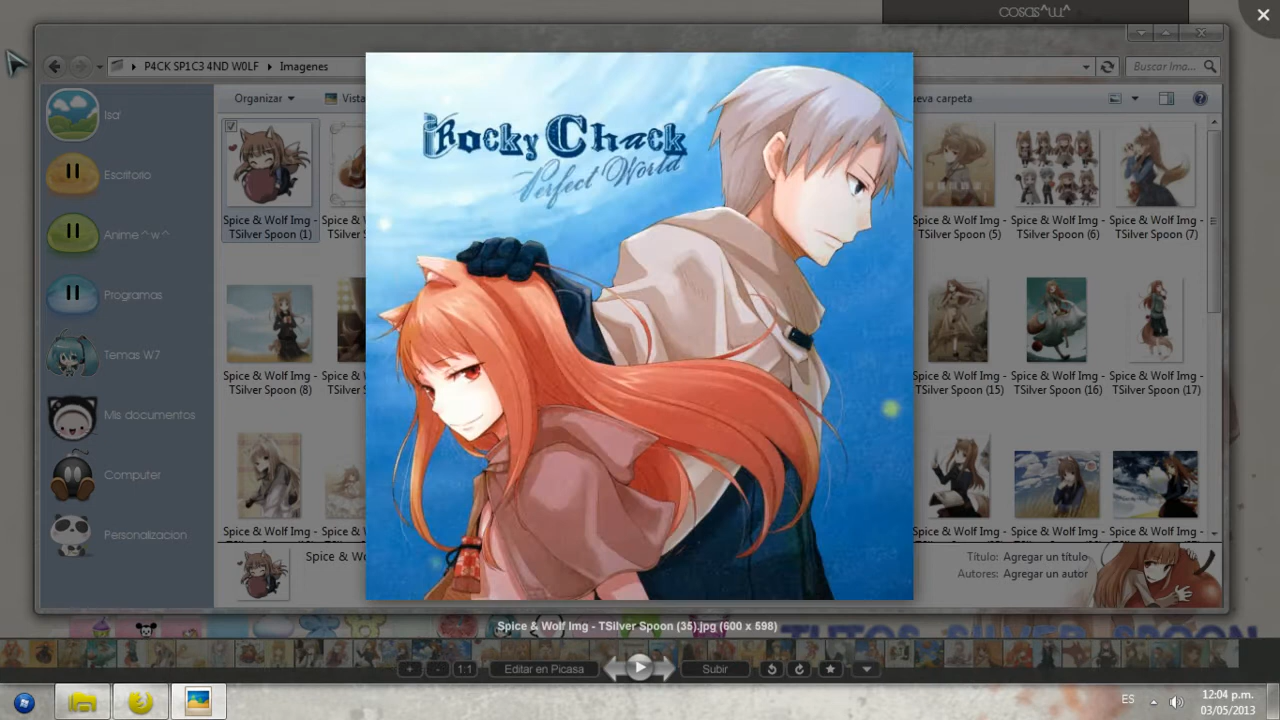 cosas^w^
P4CK SP1C3 4ND W0LF
Imagenes
Buscar Ima...
Organizar
Vista
ueva carpeta
Isa
Escritorio
Anime ^ w ^
Programas
Temas W7
Mis documentos
Computer
Personalizacion
Rocky Chack
Perfect World
Spice & Wolf Img -
TSilver Spoon (1)
Spice & Wolf Img -
TSilver Spoon (5)
Spice & Wolf Img -
TSilver Spoon (6)
Spice & Wolf Img -
TSilver Spoon (7)
Spice & Wolf Img -
TSilver Spoon (8)
Spice & Wolf Img -
TSilver Spoon (15)
Spice & Wolf Img -
TSilver Spoon (16)
Spice & Wolf Img -
TSilver Spoon (17)
Spice & Wolf Img -
Spice & Wolf Img -
Spice & Wolf Img -
Spice & Wolf Img -
Spice & Wo
Título: Agregar un título
Autores: Agregar un autor
Spice & Wolf Img - TSilver Spoon (35).jpg (600 x 598)
TUTOS SILVER SPOON
+
-
1:1
Editar en Picasa
Subir
ES
12:04 p.m.
03/05/2013